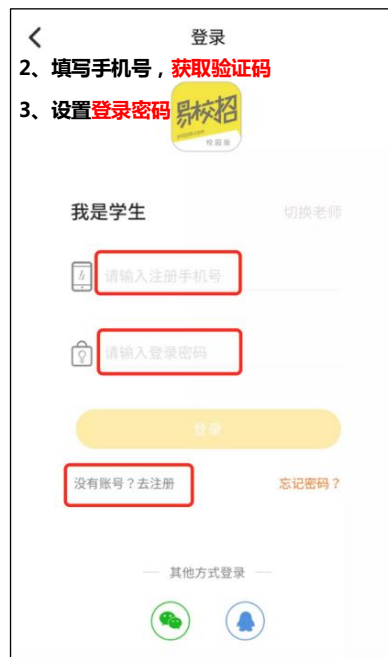 登录
2、填写手机号，获取验证码
3、设置登录密码
易校招
校园版
我是学生
切换老师
请输入注册手机号
请输入登录密码
登录
没有账号？去注册
忘记密码？
其他方式登录